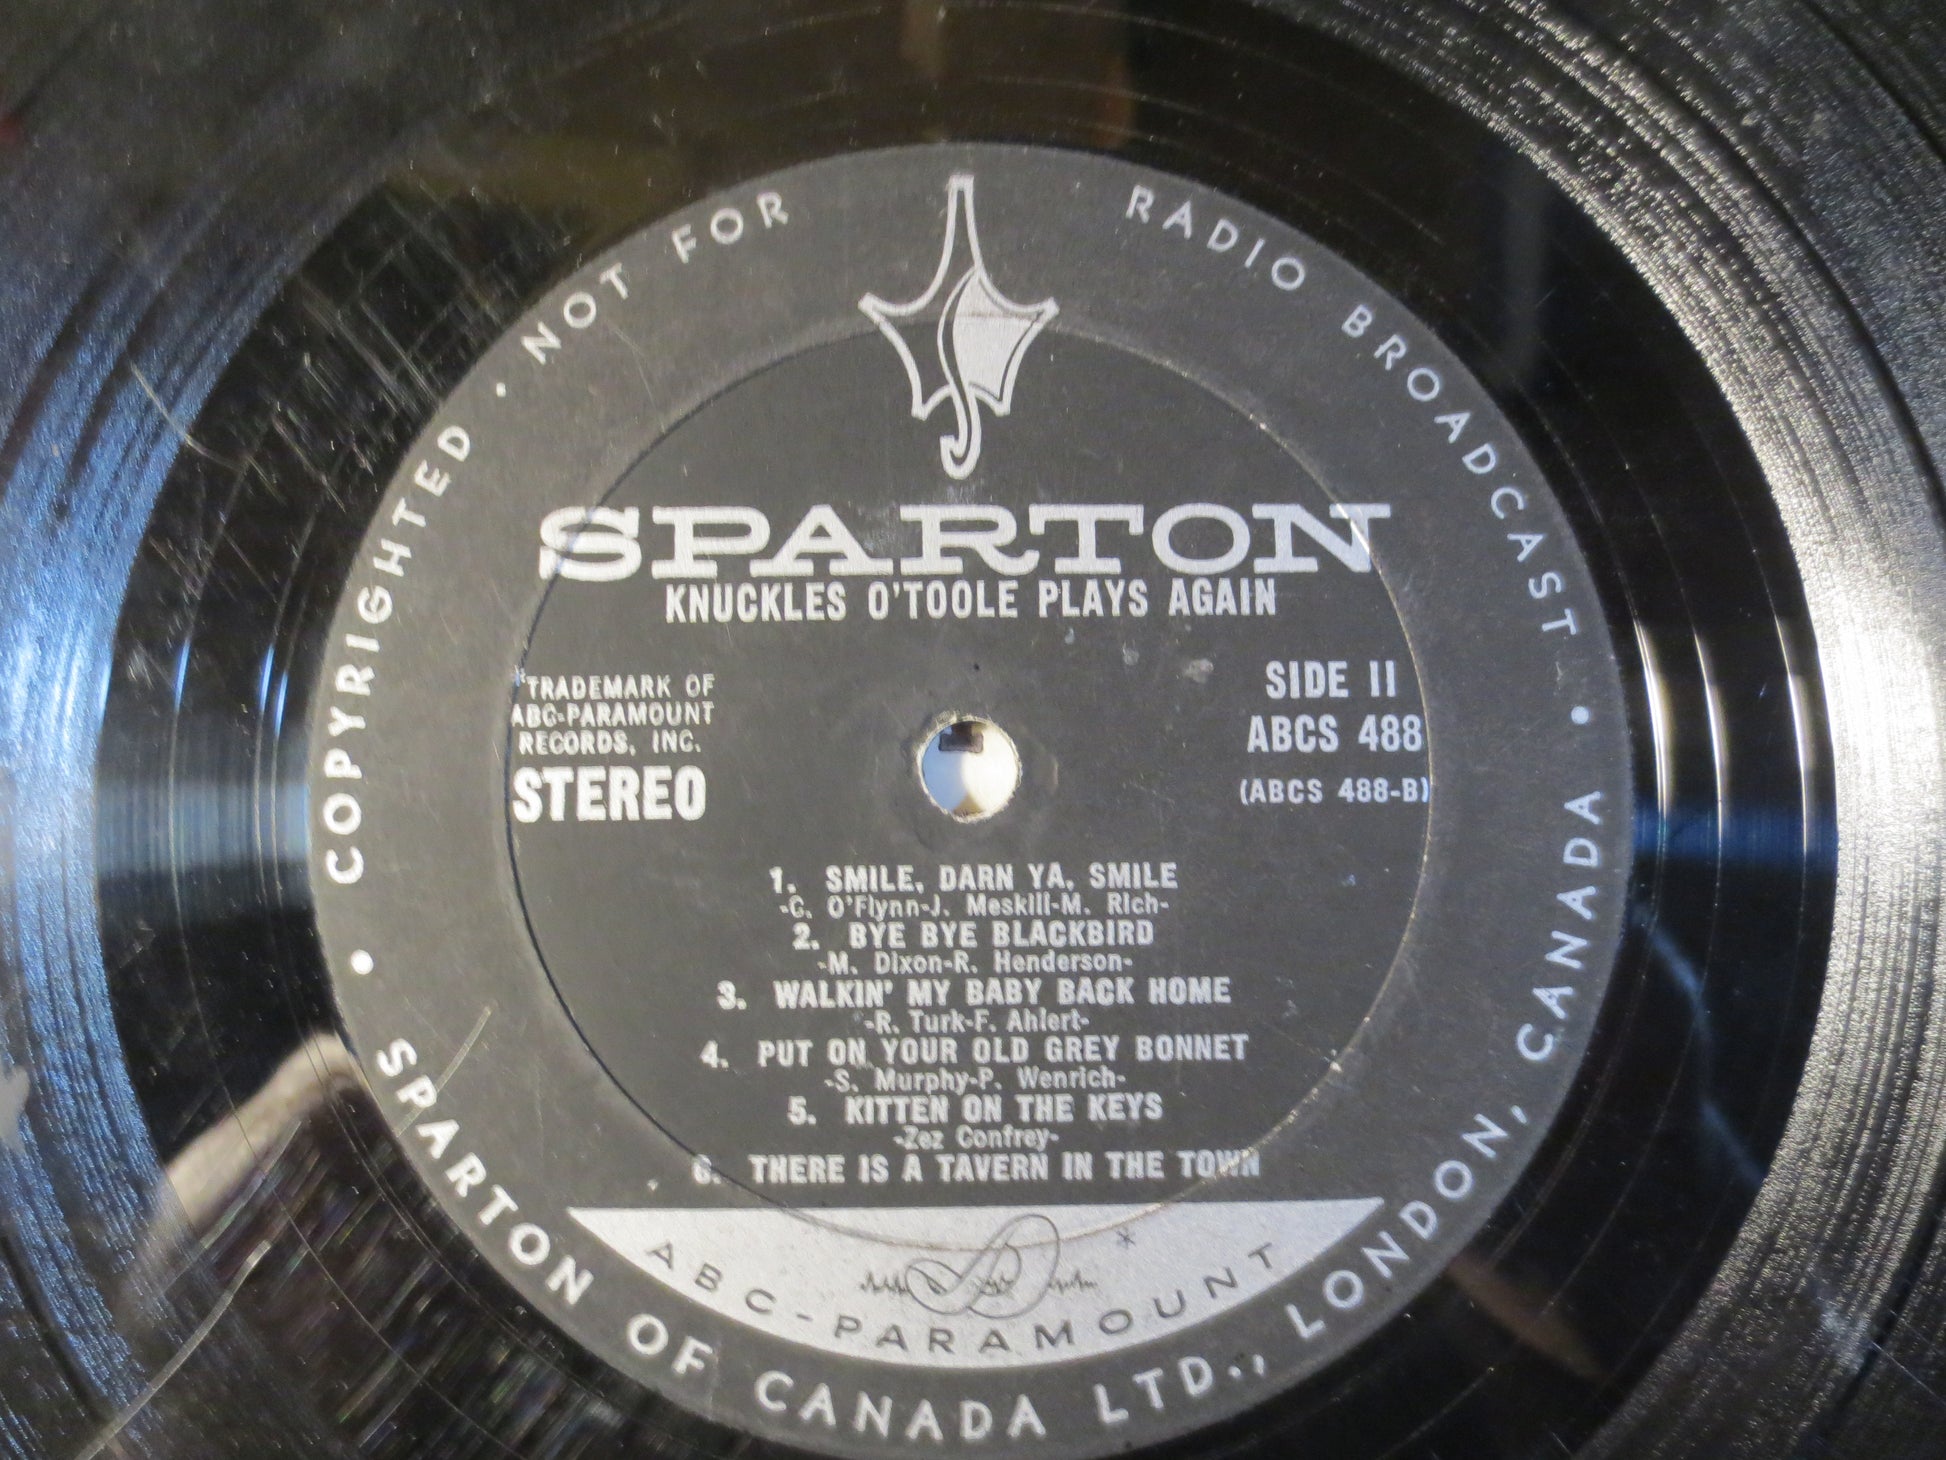 COPYRIGHTED • NOT FOR RADIO BROADCAST •
SPARTON
KNUCKLES O'TOOLE PLAYS AGAIN
*TRADEMARK OF
ABC-PARAMOUNT
RECORDS, INC.
STEREO
SIDE II
ABCS 488
(ABCS 488-B)
1. SMILE, DARN YA, SMILE
-C. O'Flynn-J. Meskill-M. Rich-
2. BYE BYE BLACKBIRD
-M. Dixon-R. Henderson-
3. WALKIN' MY BABY BACK HOME
-R. Turk-F. Ahlert-
4. PUT ON YOUR OLD GREY BONNET
-S. Murphy-P. Wenrich-
5. KITTEN ON THE KEYS
-Zez Confrey-
6. THERE IS A TAVERN IN THE TOWN
*
ABC-PARAMOUNT
• SPARTON OF CANADA LTD., LONDON, CANADA